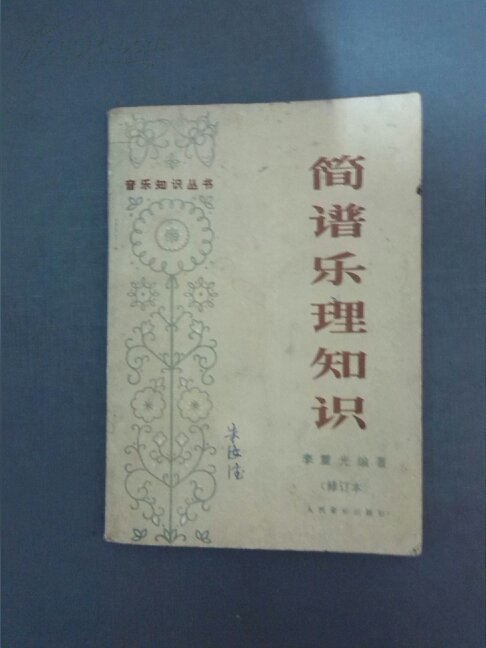 音乐知识丛书
简谱乐理知识
李重光编著
(修订本)
人民音乐出版社